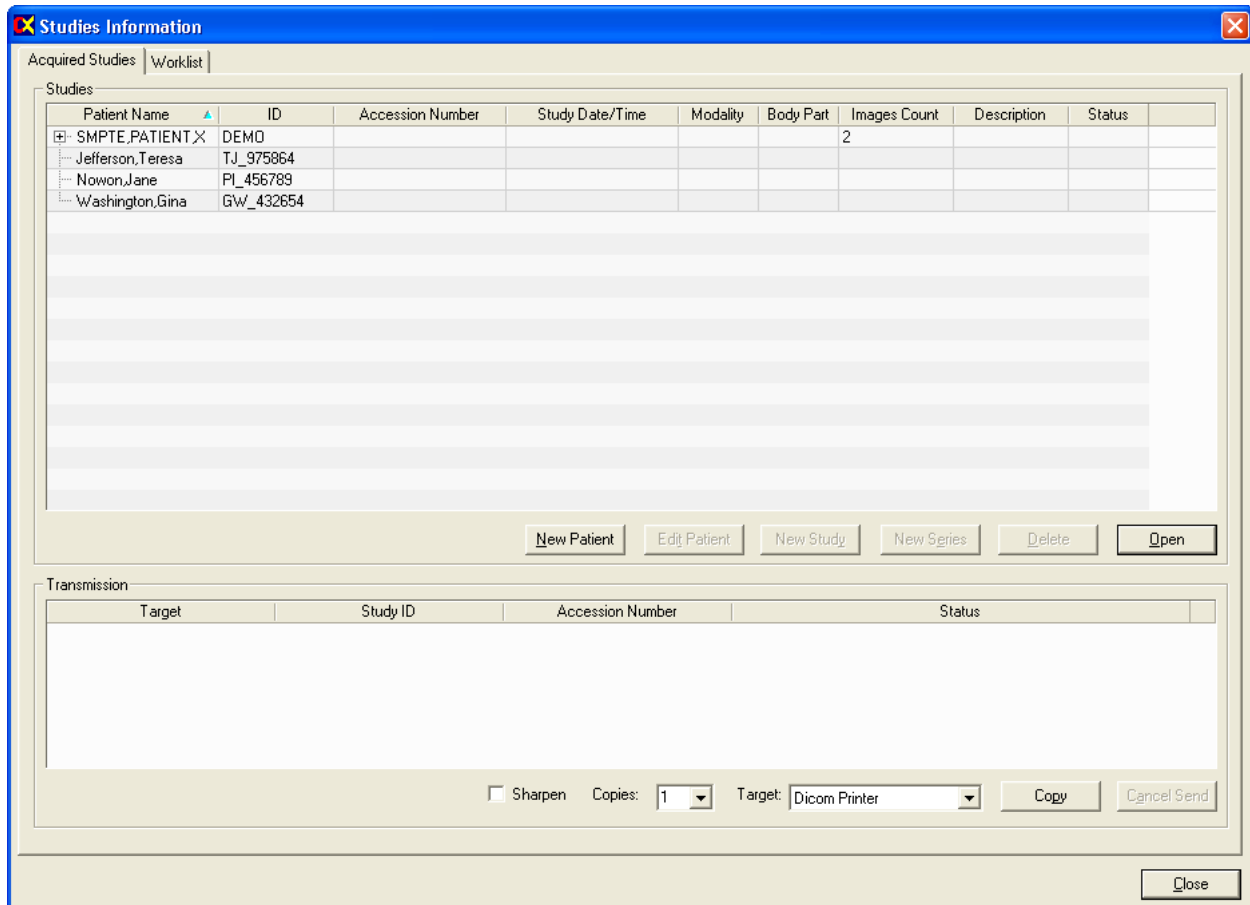 Studies Information
Acquired Studies Worklist
Studies
Patient Name ID Accession Number Study Date/Time Modality Body Part Images Count Description Status
SMPTE,PATIENT,X DEMO 2
Jefferson,Teresa TJ_975864
Nowon,Jane PI_456789
Washington,Gina GW_432654
New Patient Edit Patient New Study New Series Delete Open
Transmission
Target Study ID Accession Number Status
Sharpen Copies: 1 Target: Dicom Printer Copy Cancel Send
Close